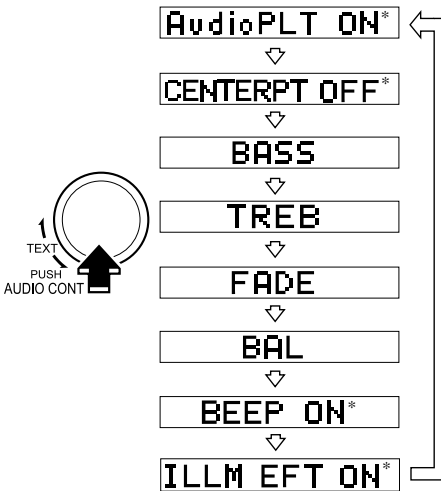 AudioPLT ON*
CENTERPT OFF*
BASS
TREB
TEXT
PUSH
AUDIO CONT
FADE
BAL
BEEP ON*
ILLM EFT ON*